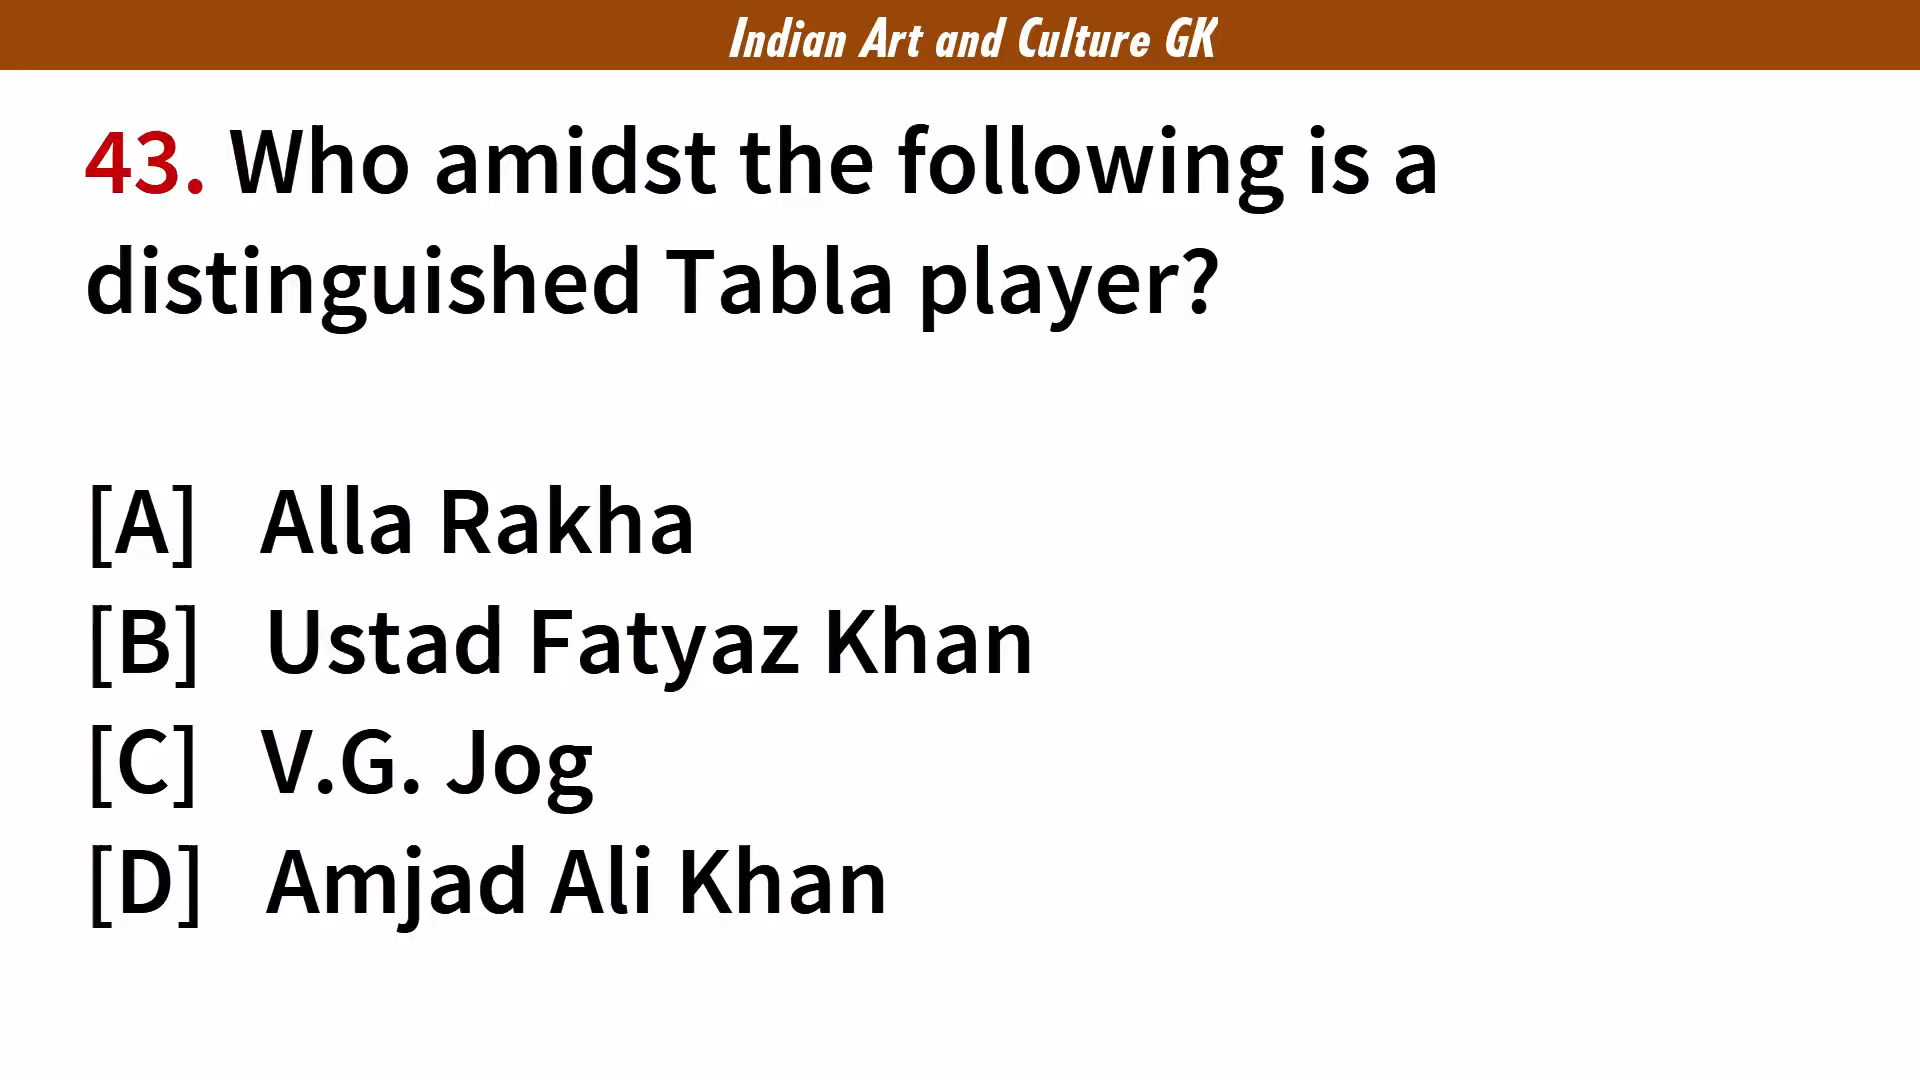 Indian Art and Culture GK
43. Who amidst the following is a
distinguished Tabla player?
[A] Alla Rakha
[B] Ustad Fatyaz Khan
[C] V.G. Jog
[D] Amjad Ali Khan